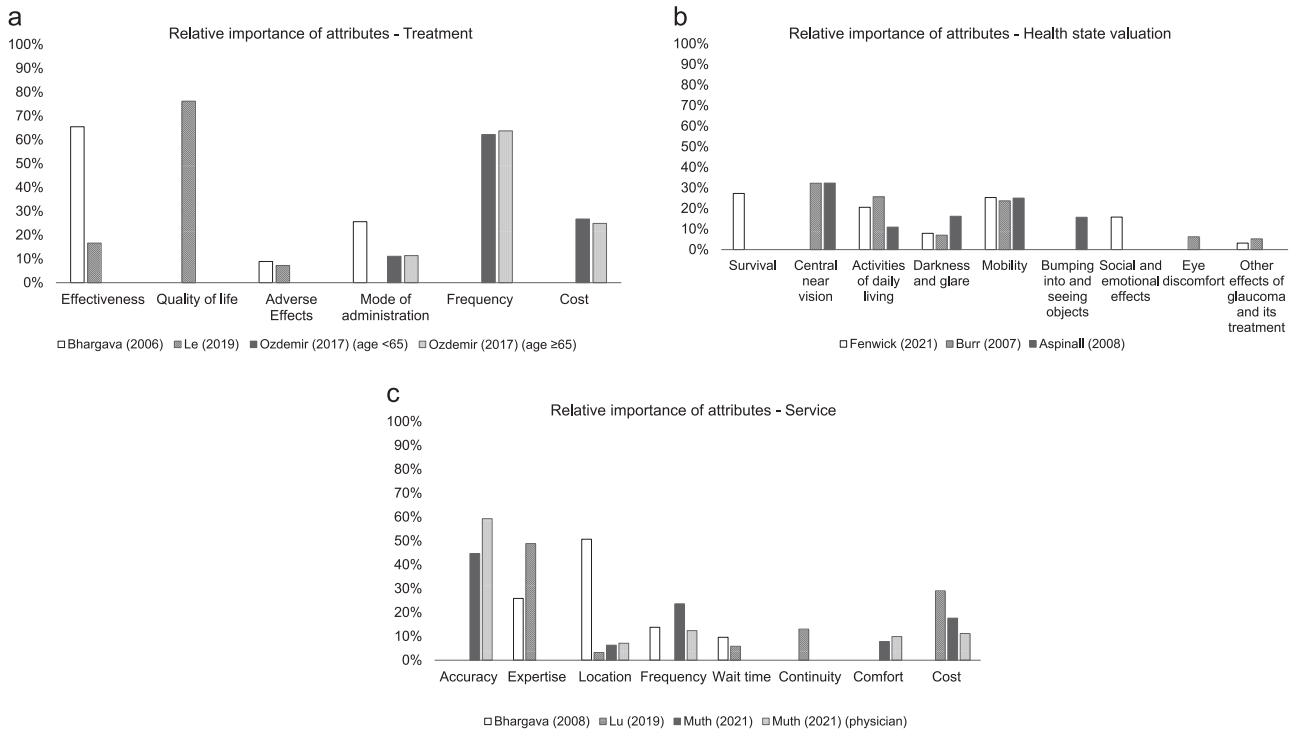 a
Relative importance of attributes - Treatment
100%
90%
80%
70%
60%
50%
40%
30%
20%
10%
0%
Effectiveness Quality of life Adverse Mode of Frequency Cost
Effects administration
Bhargava (2006) Le (2019) Ozdemir (2017) (age <65) Ozdemir (2017) (age ≥65)
b
Relative importance of attributes - Health state valuation
100%
90%
80%
70%
60%
50%
40%
30%
20%
10%
0%
Survival Central Activities Darkness Mobility Bumping Social and Eye Other
near of daily and glare into and emotional discomfort effects of
vision living seeing effects glaucoma
objects and its
treatment
Fenwick (2021) Burr (2007) Aspinall (2008)
c
Relative importance of attributes - Service
100%
90%
80%
70%
60%
50%
40%
30%
20%
10%
0%
Accuracy Expertise Location Frequency Wait time Continuity Comfort Cost
Bhargava (2008) Lu (2019) Muth (2021) Muth (2021) (physician)